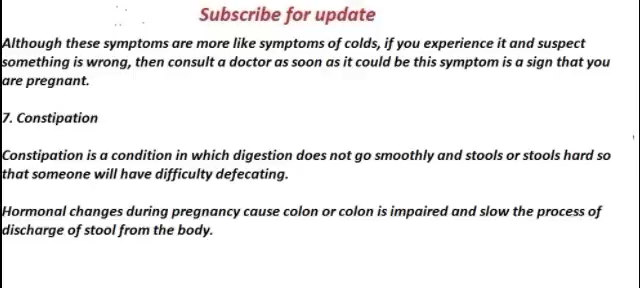 Subscribe for update
Although these symptoms are more like symptoms of colds, if you experience it and suspect
something is wrong, then consult a doctor as soon as it could be this symptom is a sign that you
are pregnant.
7. Constipation
Constipation is a condition in which digestion does not go smoothly and stools or stools hard so
that someone will have difficulty defecating.
Hormonal changes during pregnancy cause colon or colon is impaired and slow the process of
discharge of stool from the body.